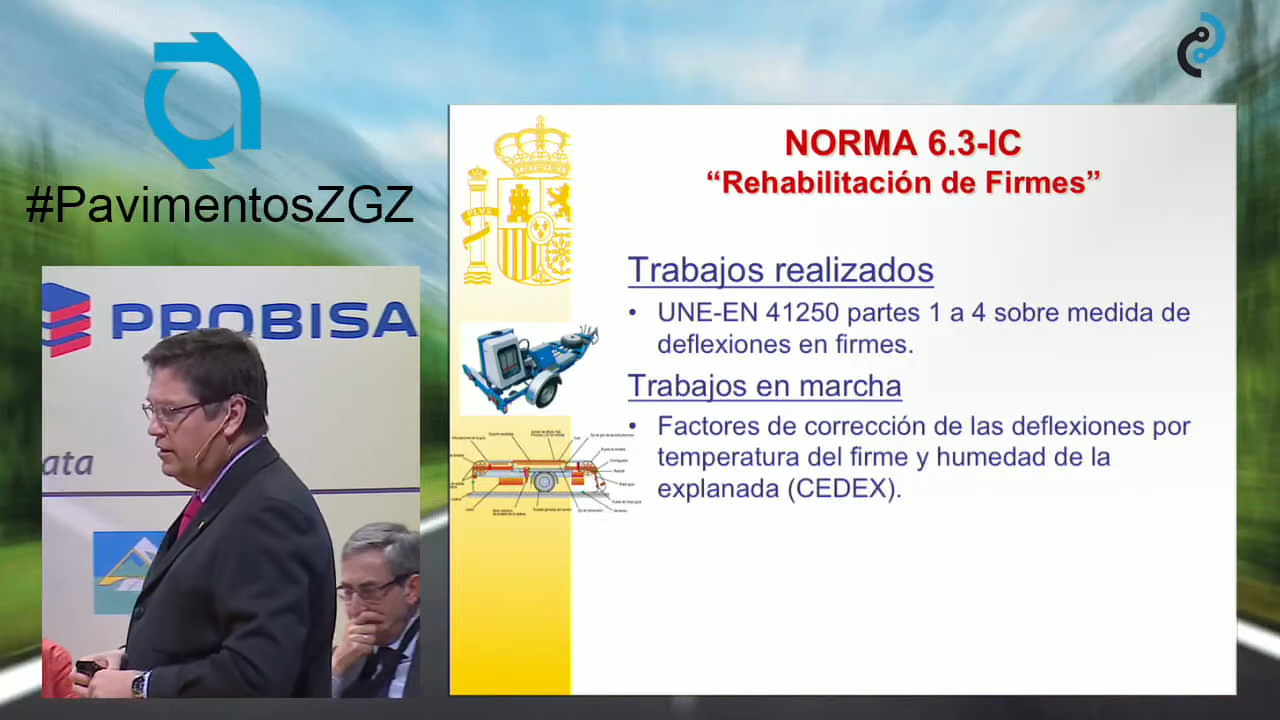 #PavimentosZGZ
PROBISA
ata
PLVS
NORMA 6.3-IC
“Rehabilitación de Firmes”
Trabajos realizados
• UNE-EN 41250 partes 1 a 4 sobre medida de
deflexiones en firmes.
Trabajos en marcha
• Factores de corrección de las deflexiones por
temperatura del firme y humedad de la
explanada (CEDEX).